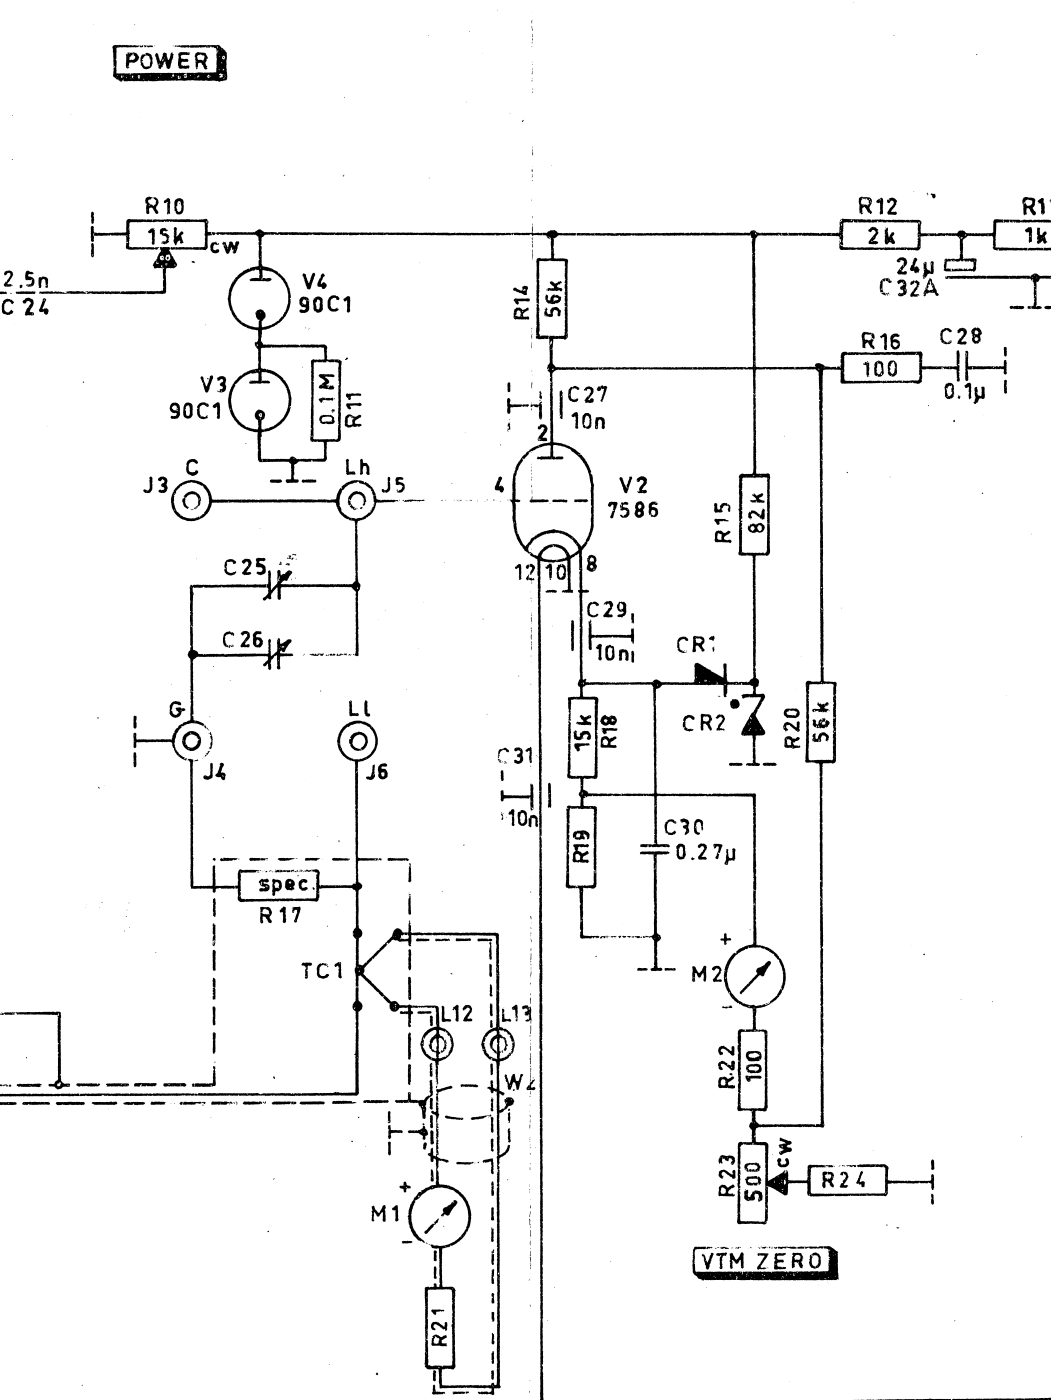 POWER
R10
15k
cw
2.5n
C 24
V4
90C1
V3
90C1
0.1M
R11
R14
56k
R12
2k
R1
1k
24µ
C32A
R16
100
C28
0.1µ
C27
10n
2
4
V2
7586
12
10
8
C
J3
Lh
J5
C25
C26
R15
82k
C29
10n
CR1
CR2
G
J4
Ll
J6
15k
R18
R20
56k
C31
10n
R19
C30
0.27µ
spec.
R17
TC1
L12
L13
+
M2
-
R22
100
R23
500
cw
R24
+
M1
-
R21
VTM ZERO